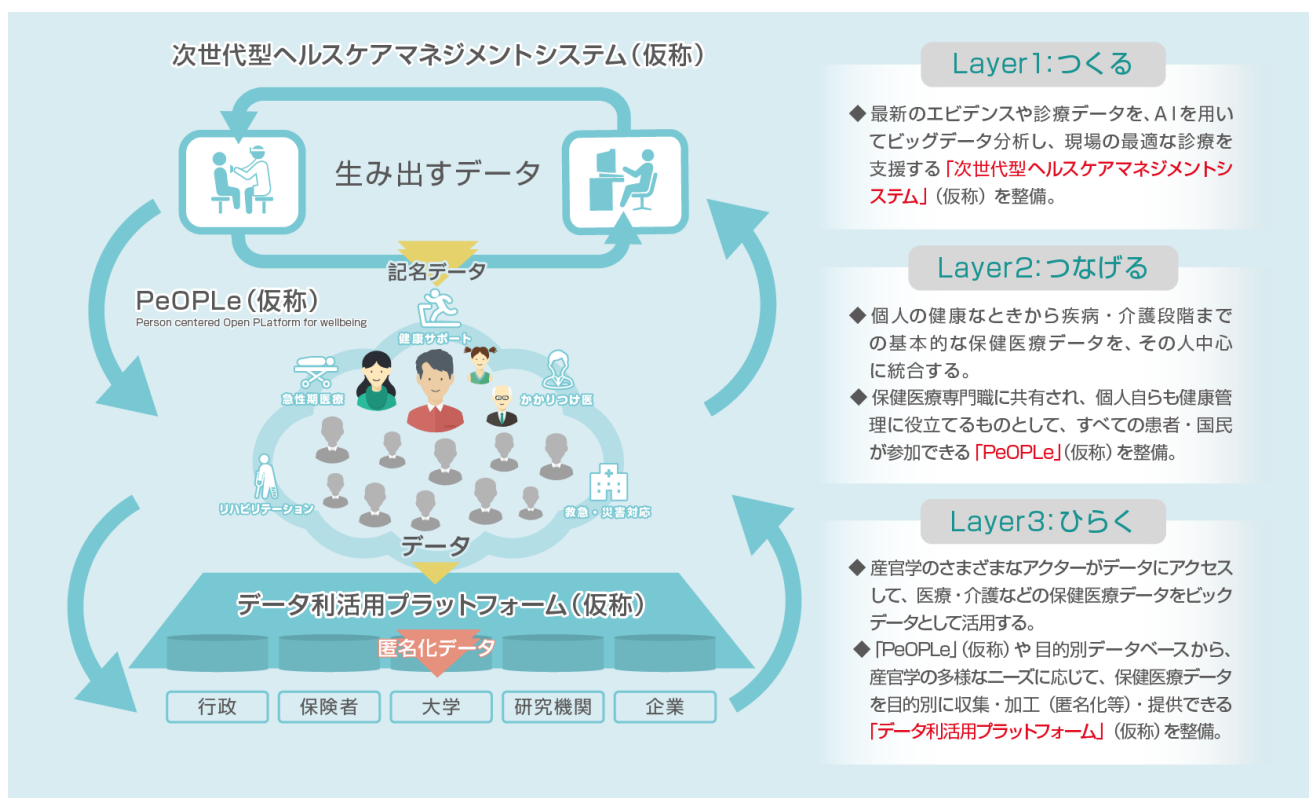 次世代型ヘルスケアマネジメントシステム(仮称)
生み出すデータ
記名データ
PeOPLe(仮称)
Person centered Open PLatform for wellbeing
健康サポート
急性期医療
かかりつけ医
リハビリテーション
救急・災害対応
データ
データ利活用プラットフォーム(仮称)
匿名化データ
行政
保険者
大学
研究機関
企業
Layer1:つくる
◆ 最新のエビデンスや診療データを、AIを用い
てビッグデータ分析し、現場の最適な診療を
支援する「次世代型ヘルスケアマネジメントシ
ステム」(仮称)を整備。
Layer2:つなげる
◆ 個人の健康なときから疾病・介護段階まで
の基本的な保健医療データを、その人中心
に統合する。
◆ 保健医療専門職に共有され、個人自らも健康管
理に役立てるものとして、すべての患者・国民
が参加できる「PeOPLe」(仮称)を整備。
Layer3:ひらく
◆ 産官学のさまざまなアクターがデータにアクセス
して、医療・介護などの保健医療データをビック
データとして活用する。
◆「PeOPLe」(仮称)や目的別データベースから、
産官学の多様なニーズに応じて、保健医療データ
を目的別に収集・加工(匿名化等)・提供できる
「データ利活用プラットフォーム」(仮称)を整備。